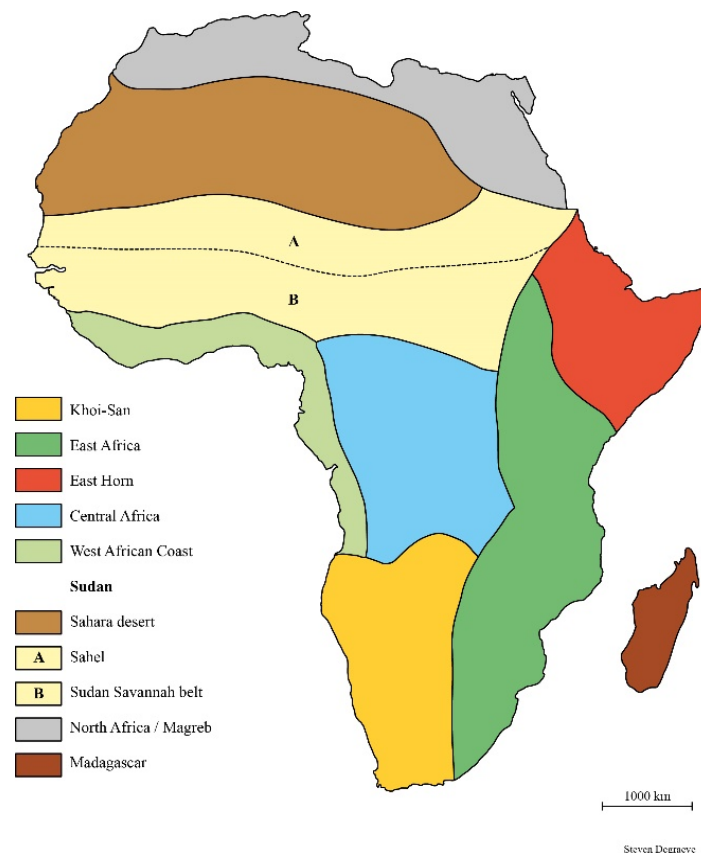 A
B
Khoi-San
East Africa
East Horn
Central Africa
West African Coast
Sudan
Sahara desert
A Sahel
B Sudan Savannah belt
North Africa / Magreb
Madagascar
1000 km
Steven Degraeve